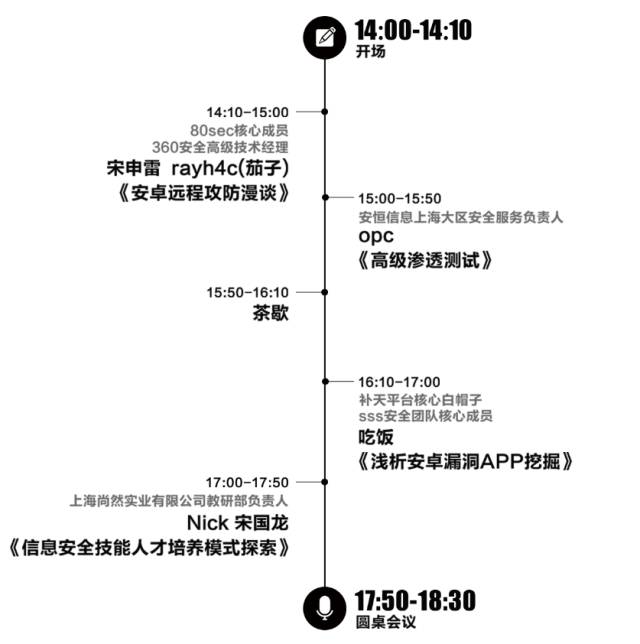 14:00-14:10
开场
14:10-15:00
80sec核心成员
360安全高级技术经理
宋申雷 rayh4c(茄子)
《安卓远程攻防漫谈》
15:00-15:50
安恒信息上海大区安全服务负责人
opc
《高级渗透测试》
15:50-16:10
茶歇
16:10-17:00
补天平台核心白帽子
sss安全团队核心成员
吃饭
《浅析安卓漏洞APP挖掘》
17:00-17:50
上海尚然实业有限公司教研部负责人
Nick 宋国龙
《信息安全技能人才培养模式探索》
17:50-18:30
圆桌会议